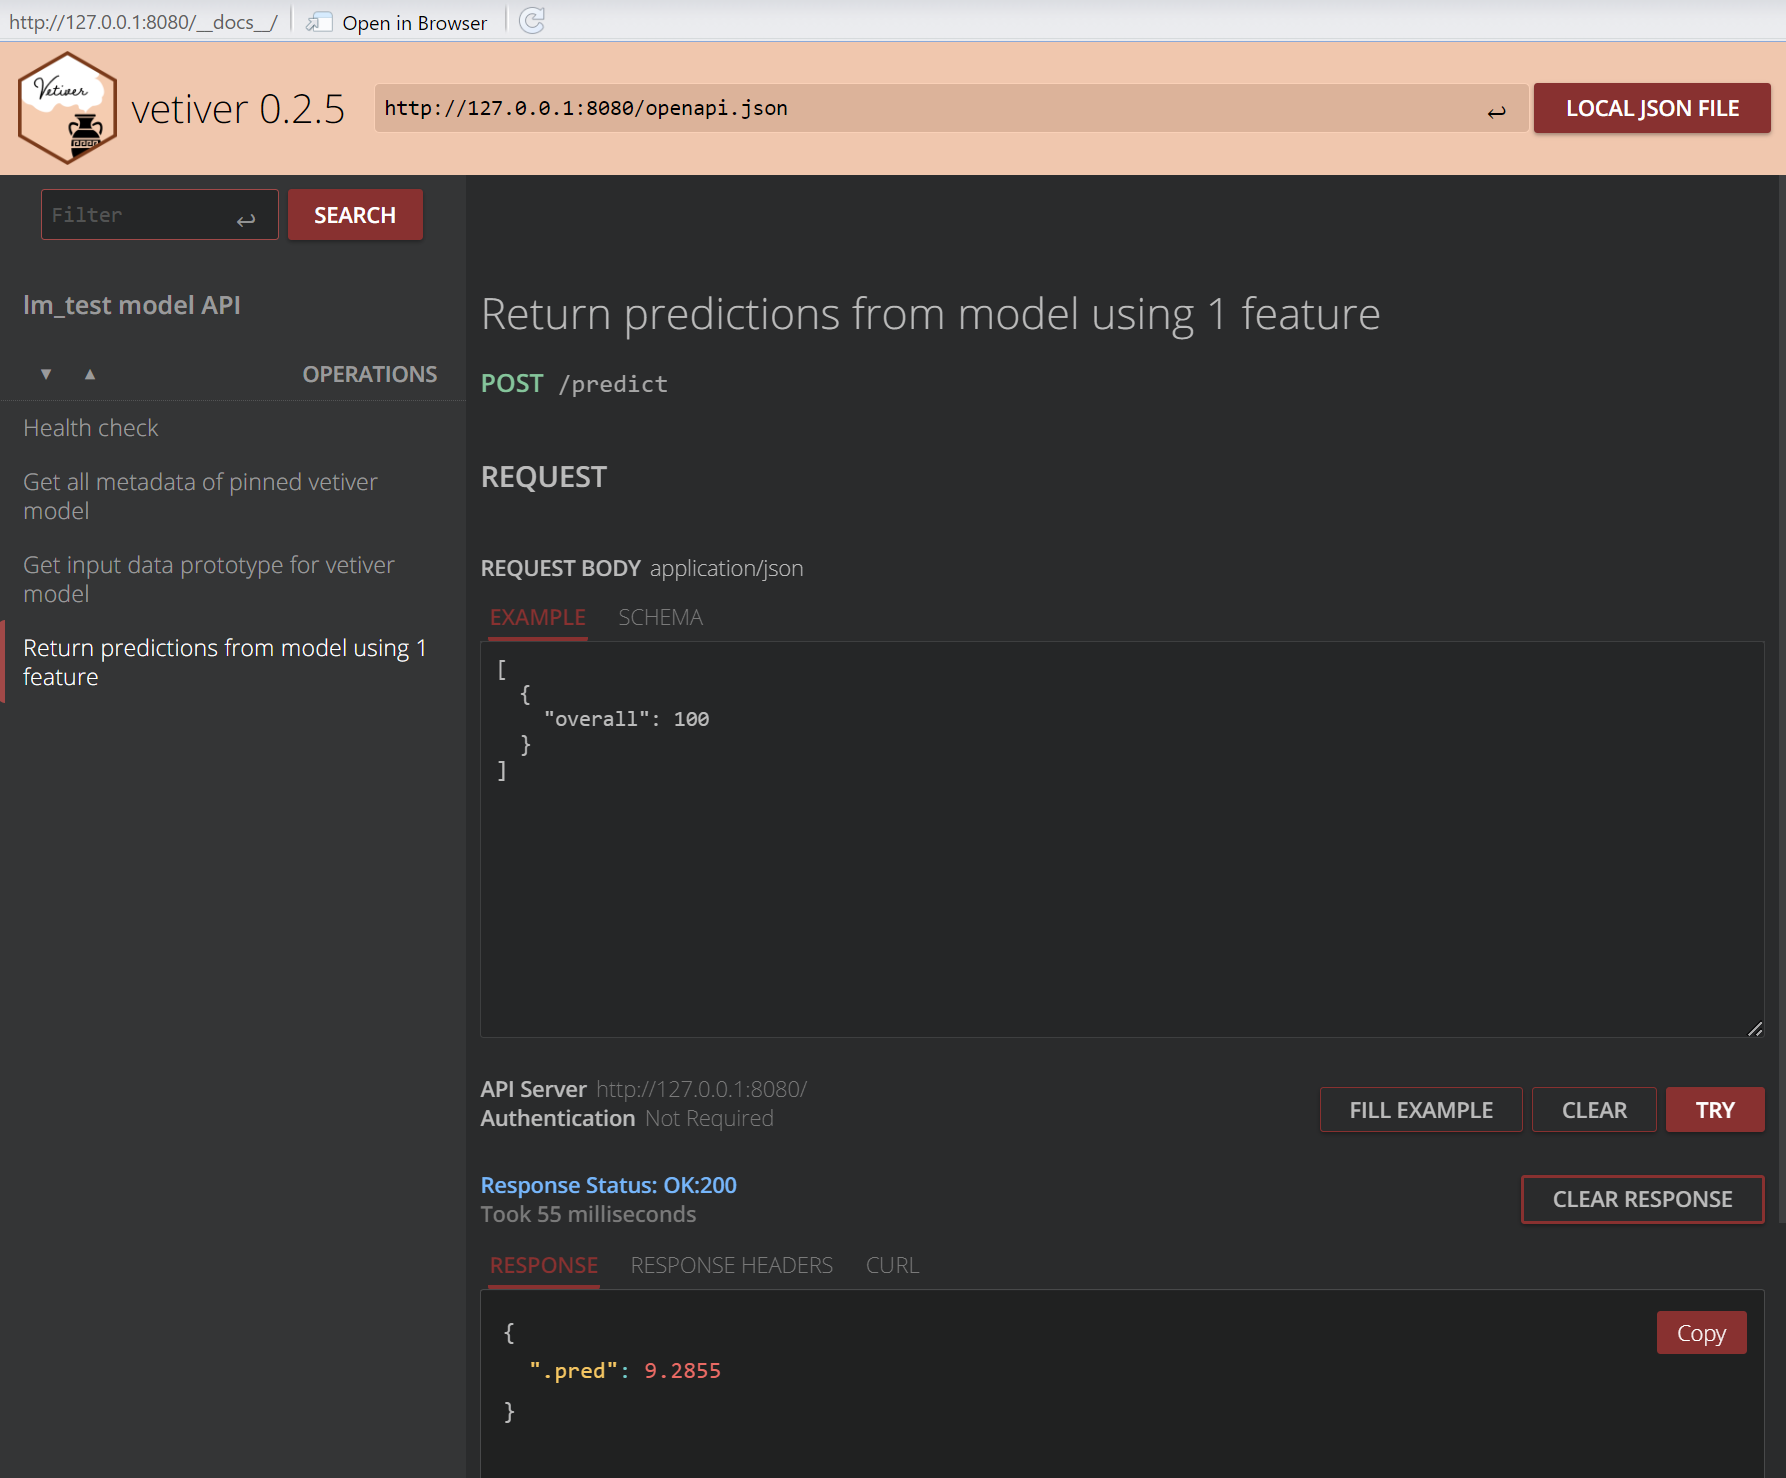 http://127.0.0.1:8080/__docs__/ Open in Browser
Vetiver
vetiver 0.2.5
http://127.0.0.1:8080/openapi.json
LOCAL JSON FILE
Filter
SEARCH
lm_test model API
OPERATIONS
Health check
Get all metadata of pinned vetiver
model
Get input data prototype for vetiver
model
Return predictions from model using 1
feature
Return predictions from model using 1 feature
POST /predict
REQUEST
REQUEST BODY application/json
EXAMPLE SCHEMA
[
  {
    "overall": 100
  }
]
API Server http://127.0.0.1:8080/
Authentication Not Required
FILL EXAMPLE CLEAR TRY
Response Status: OK:200
Took 55 milliseconds
CLEAR RESPONSE
RESPONSE RESPONSE HEADERS CURL
Copy
{
  ".pred": 9.2855
}